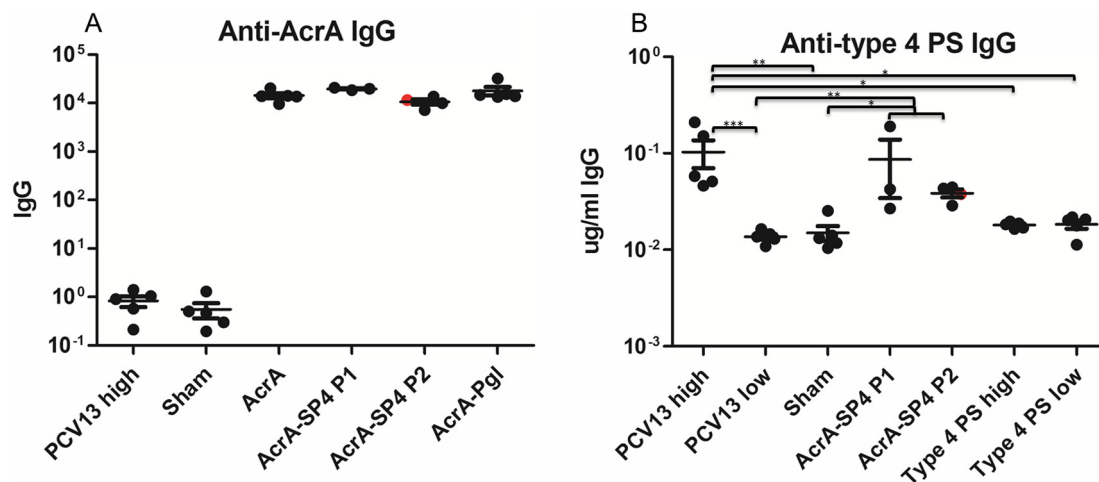 A
Anti-AcrA IgG
IgG
10^5
10^4
10^3
10^2
10^1
10^0
10^-1
PCV13 high
Sham
AcrA
AcrA-SP4 P1
AcrA-SP4 P2
AcrA-Pgl
B
Anti-type 4 PS IgG
ug/ml IgG
10^0
10^-1
10^-2
10^-3
**
*
*
**
*
***
PCV13 high
PCV13 low
Sham
AcrA-SP4 P1
AcrA-SP4 P2
Type 4 PS high
Type 4 PS low